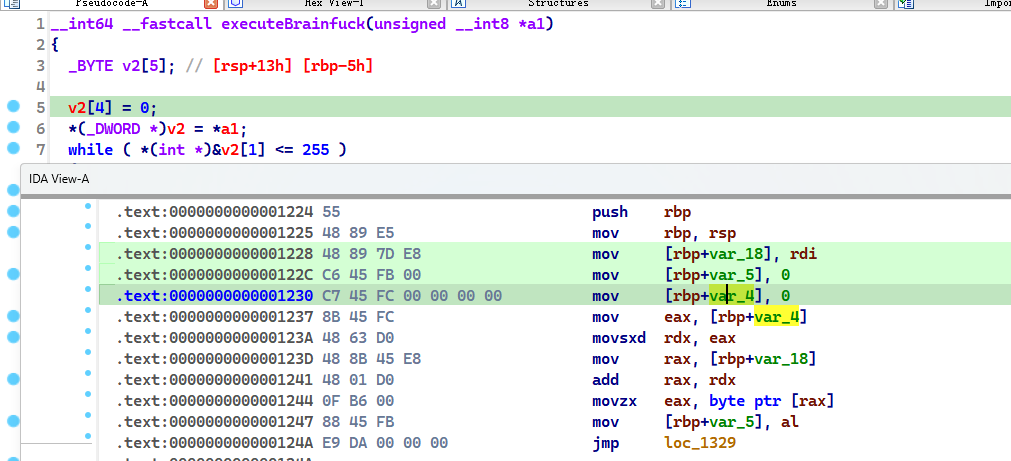 Pseudocode-A Hex View-1 Structures Enums Impor
1 __int64 __fastcall executeBrainfuck(unsigned __int8 *a1)
2 {
3 _BYTE v2[5]; // [rsp+13h] [rbp-5h]
4
5 v2[4] = 0;
6 *(_DWORD *)v2 = *a1;
7 while ( *(int *)&v2[1] <= 255 )
IDA View-A
.text:0000000000001224 55 push rbp
.text:0000000000001225 48 89 E5 mov rbp, rsp
.text:0000000000001228 48 89 7D E8 mov [rbp+var_18], rdi
.text:000000000000122C C6 45 FB 00 mov [rbp+var_5], 0
.text:0000000000001230 C7 45 FC 00 00 00 00 mov [rbp+var_4], 0
.text:0000000000001237 8B 45 FC mov eax, [rbp+var_4]
.text:000000000000123A 48 63 D0 movsxd rdx, eax
.text:000000000000123D 48 8B 45 E8 mov rax, [rbp+var_18]
.text:0000000000001241 48 01 D0 add rax, rdx
.text:0000000000001244 0F B6 00 movzx eax, byte ptr [rax]
.text:0000000000001247 88 45 FB mov [rbp+var_5], al
.text:000000000000124A E9 DA 00 00 00 jmp loc_1329